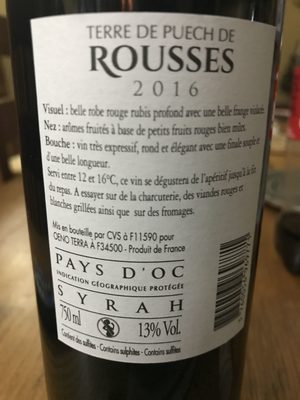 TERRE DE PUECH DE
ROUSSES
2016
Visuel : belle robe rouge rubis profond avec une belle frange violacée.
Nez : arômes fruités à base de petits fruits rouges bien mûrs.
Bouche : vin très expressif, rond et élégant avec une finale souple et
d'une belle longueur.
Servi entre 12 et 16°C, ce vin se dégustera de l'apéritif jusqu'à la fin
du repas. A essayer sur de la charcuterie, des viandes rouges et
blanches grillées ainsi que sur des fromages.
Mis en bouteille par CVS á F11590 pour
OENO TERRA À F34500 - Produit de France
PAYS D'OC
INDICATION GÉOGRAPHIQUE PROTÉGÉE
SYRAH
750 ml 13% Vol.
Contient des sulfites - Contains sulphites - Contains sulfites